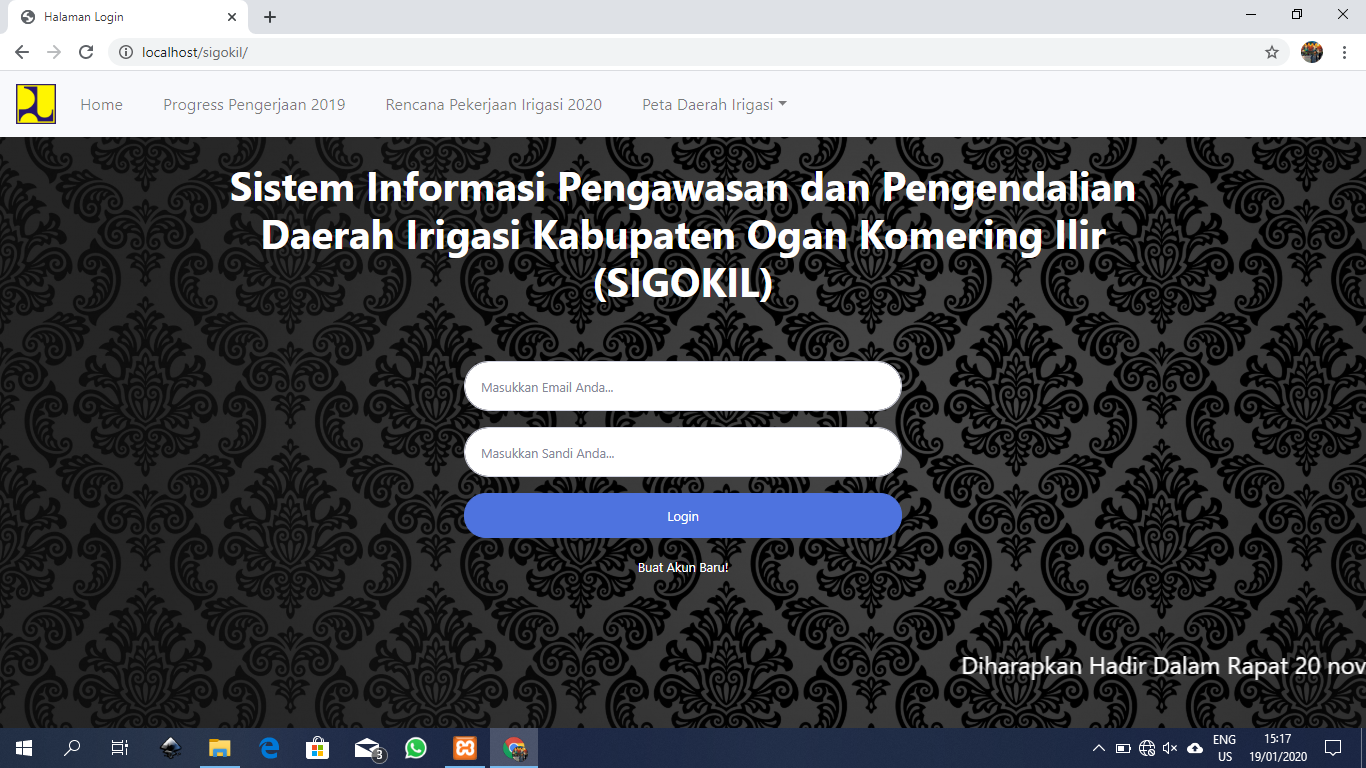 Halaman Login
localhost/sigokil/
Home Progress Pengerjaan 2019 Rencana Pekerjaan Irigasi 2020 Peta Daerah Irigasi
Sistem Informasi Pengawasan dan Pengendalian
Daerah Irigasi Kabupaten Ogan Komering Ilir
(SIGOKIL)
Masukkan Email Anda...
Masukkan Sandi Anda...
Login
Buat Akun Baru!
Diharapkan Hadir Dalam Rapat 20 nov
3
ENG 15:17
US 19/01/2020